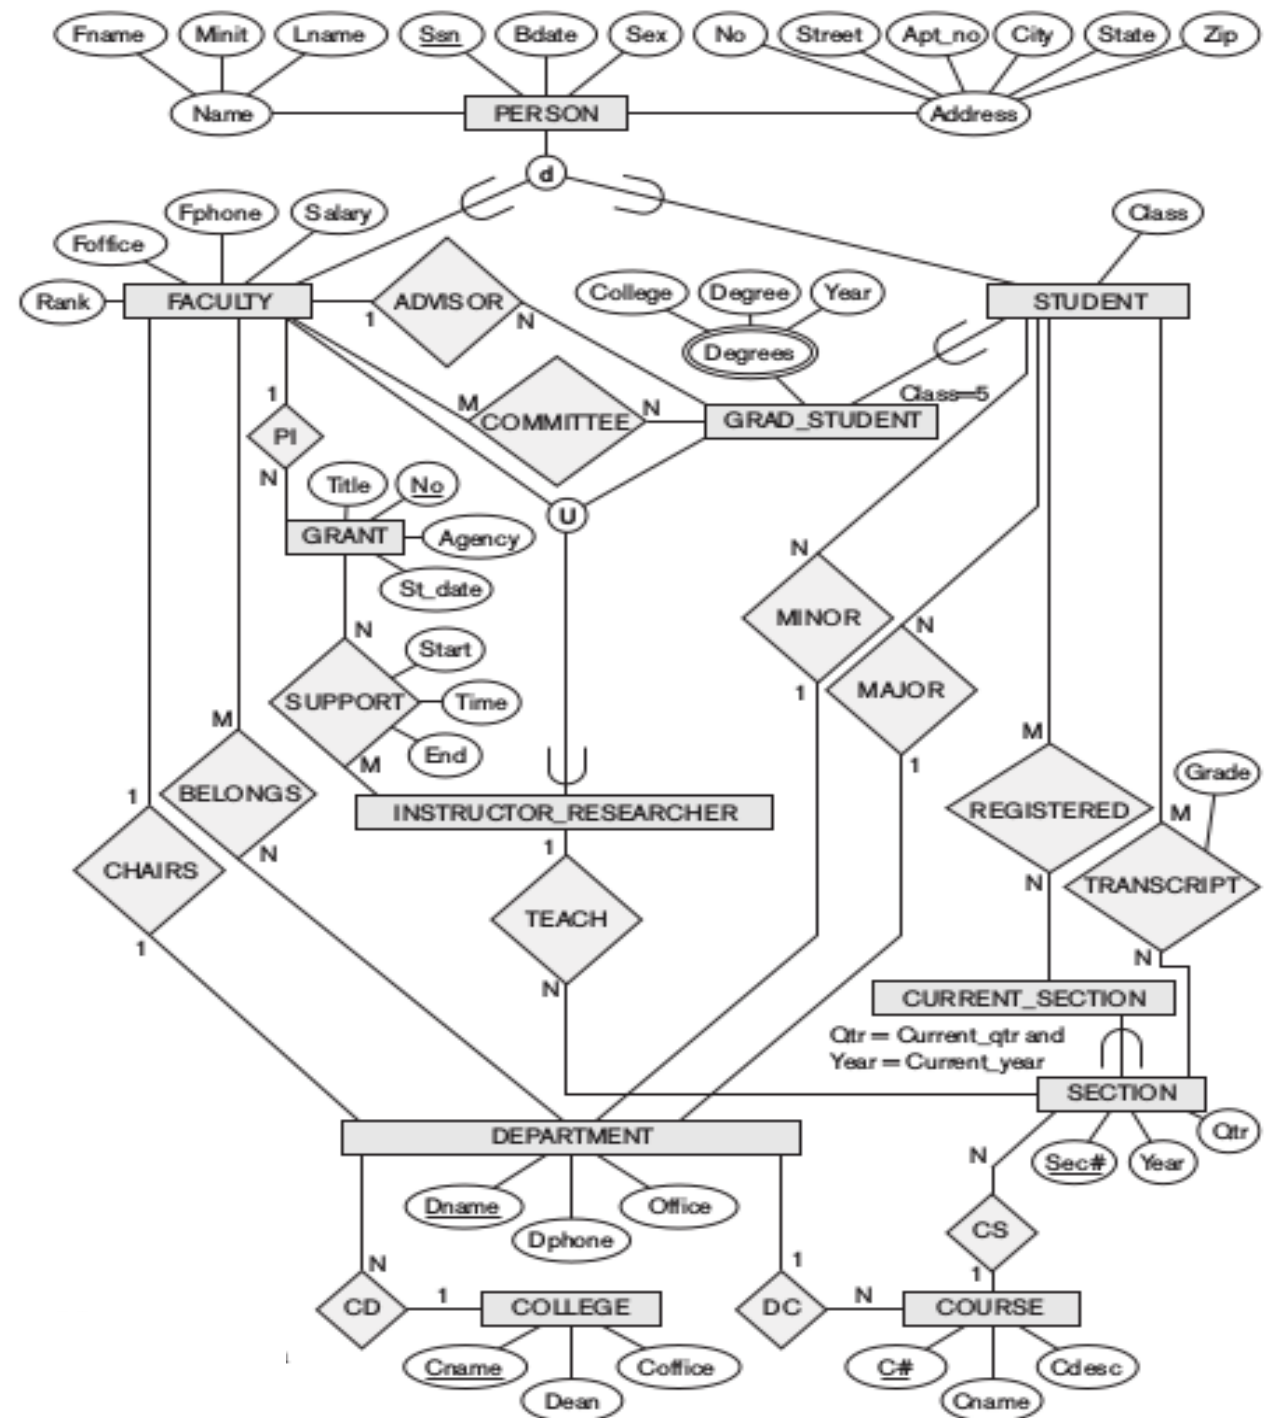 Fname Minit Lname Ssn Bdate Sex No Street Apt_no City State Zip
Name PERSON Address
d
Fphone Salary Class
Foffice
Rank FACULTY ADVISOR College Degree Year STUDENT
1 N
Degrees
Class=5
1 M COMMITTEE N GRAD_STUDENT
PI
N Title No
U
GRANT Agency
N
St_date
MINOR
N Start N
SUPPORT Time 1 MAJOR
M M
End
M 1 Grade
1 BELONGS REGISTERED M
INSTRUCTOR_RESEARCHER
N 1
CHAIRS N TRANSCRIPT
TEACH
1 N
N
CURRENT_SECTION
Qtr = Current_qtr and
Year = Current_year
SECTION
DEPARTMENT Qtr
N Sec# Year
Dname Office
Dphone CS
N 1 1
CD 1 COLLEGE DC N COURSE
Cname Coffice C# Cdesc
Dean Cname